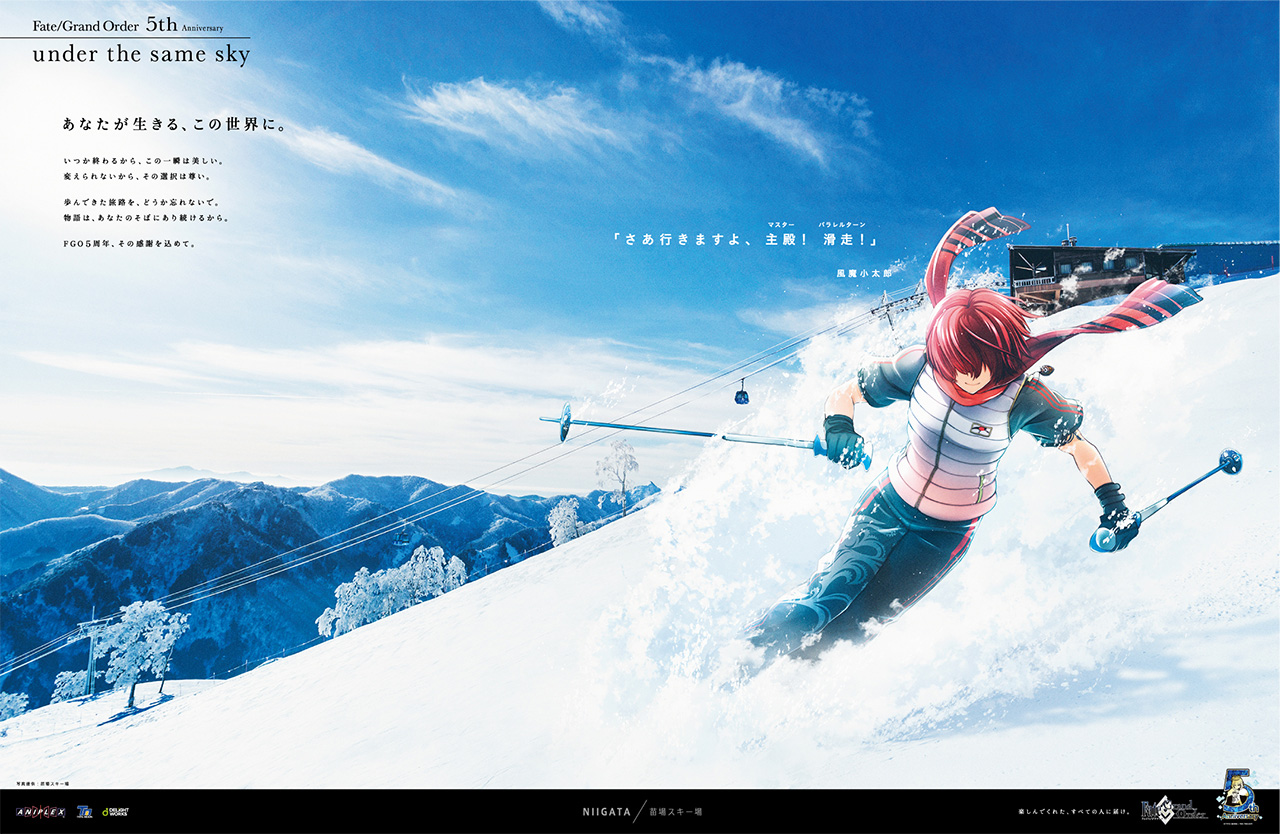 Fate/Grand Order 5th Anniversary
under the same sky
あなたが生きる、この世界に。
いつか終わるから、この一瞬は美しい。
変えられないから、その選択は尊い。
歩んできた旅路を、どうか忘れないで。
物語は、あなたのそばにあり続けるから。
FGO5周年、その感謝を込めて。
マスター パラレルターン
「さあ行きますよ、主殿! 滑走!」
風魔小太郎
写真提供:苗場スキー場
ANIPLEX
DELIGHT WORKS
NIIGATA / 苗場スキー場
楽しんでくれた、すべての人に届け。
Fate Grand Order
5th Anniversary